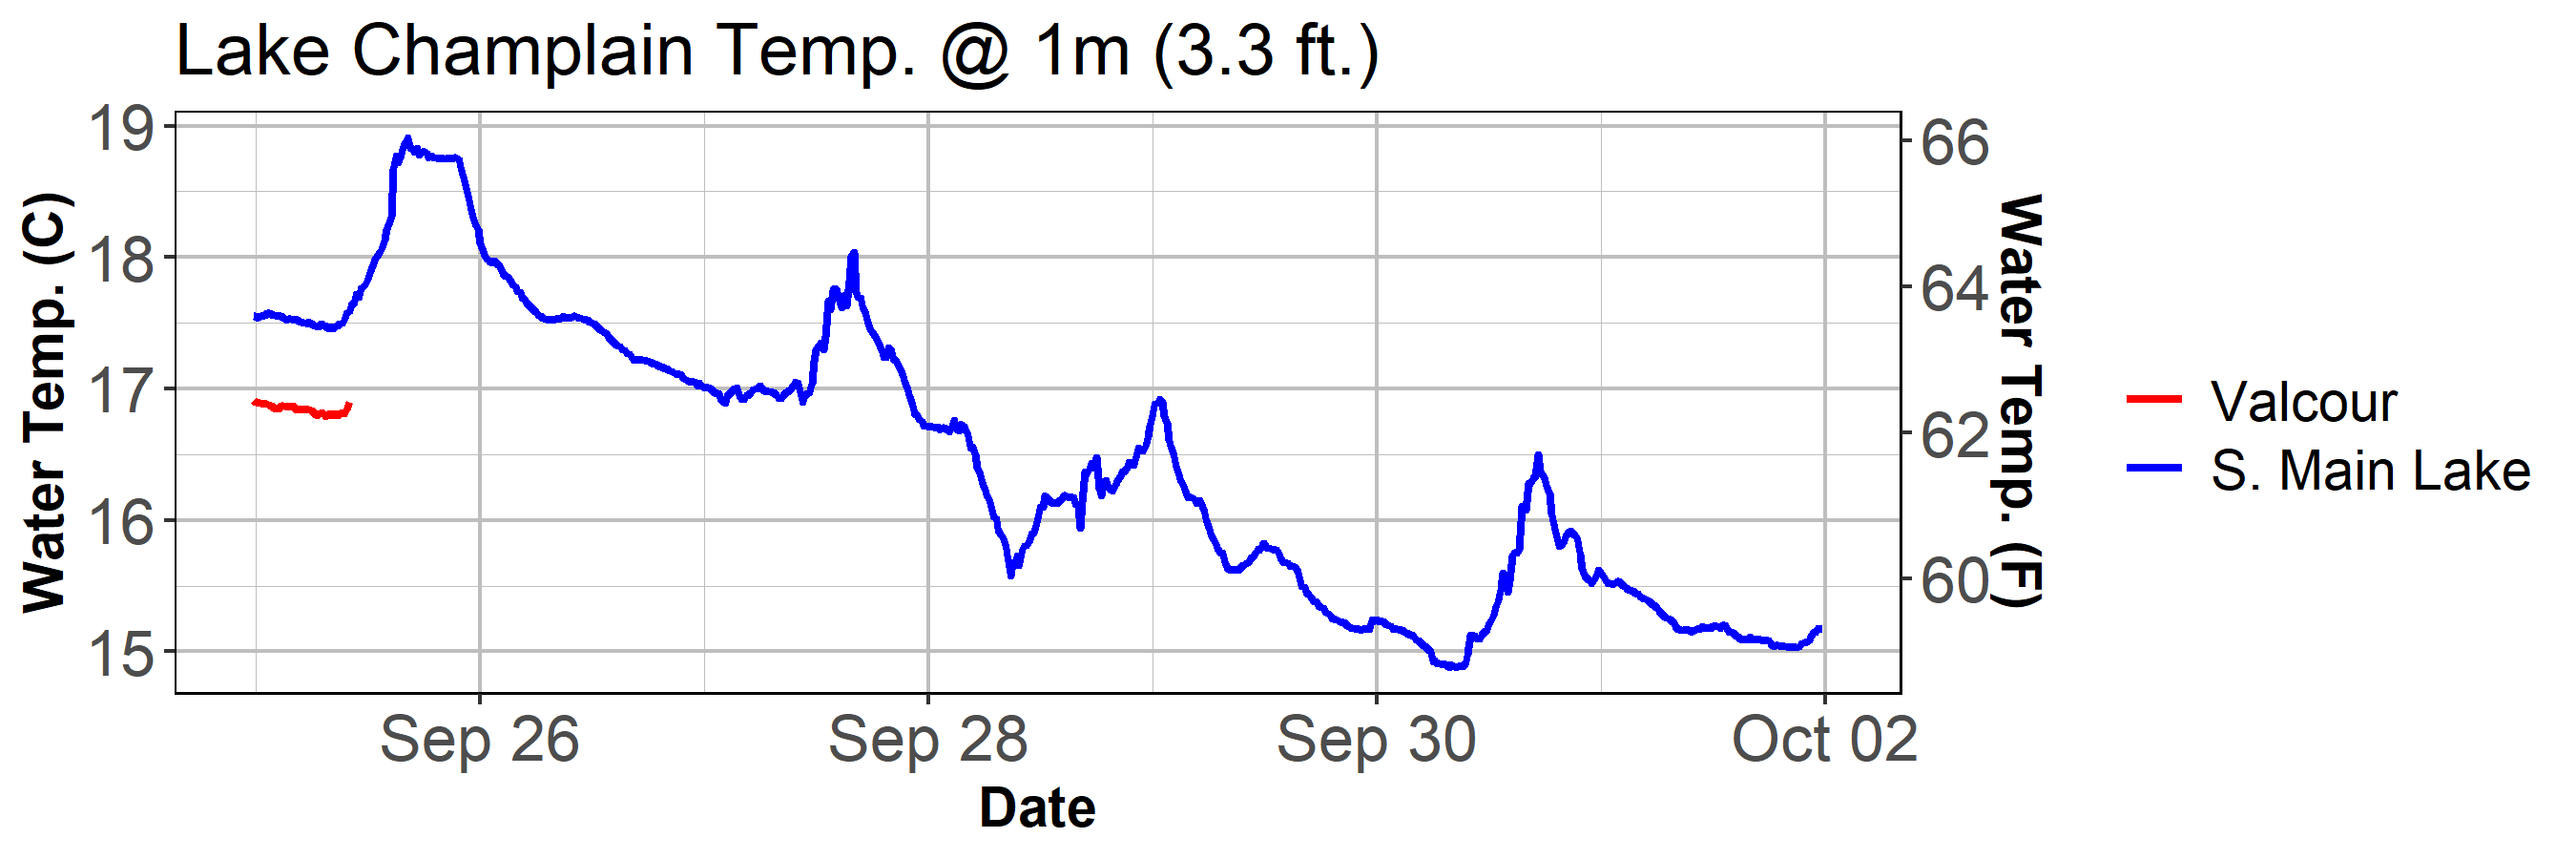 Lake Champlain Temp. @ 1m (3.3 ft.)
Water Temp. (C)
19
18
17
16
15
66
64
62
60
Water Temp. (F)
Sep 26
Sep 28
Sep 30
Oct 02
Date
Valcour
S. Main Lake